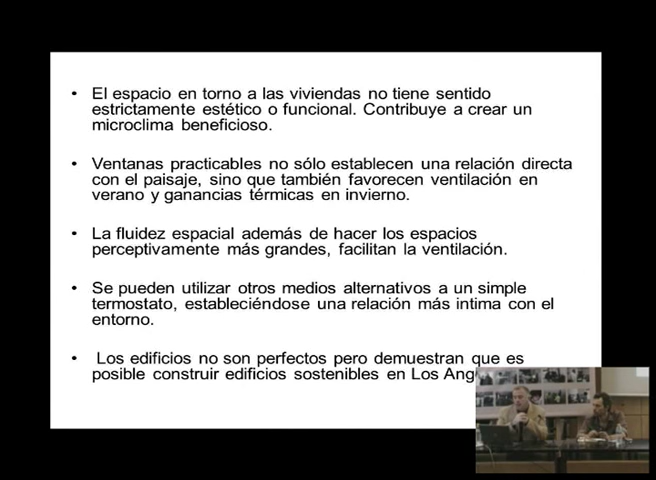 • El espacio en torno a las viviendas no tiene sentido
estrictamente estético o funcional. Contribuye a crear un
microclima beneficioso.
• Ventanas practicables no sólo establecen una relación directa
con el paisaje, sino que también favorecen ventilación en
verano y ganancias térmicas en invierno.
• La fluidez espacial además de hacer los espacios
perceptivamente más grandes, facilitan la ventilación.
• Se pueden utilizar otros medios alternativos a un simple
termostato, estableciéndose una relación más intima con el
entorno.
• Los edificios no son perfectos pero demuestran que es
posible construir edificios sostenibles en Los